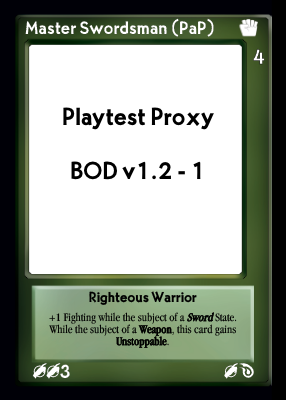 Master Swordsman (PaP)
4
Playtest Proxy
BOD v1.2 - 1
Righteous Warrior
+1 Fighting while the subject of a Sword State.
While the subject of a Weapon, this card gains
Unstoppable.
3